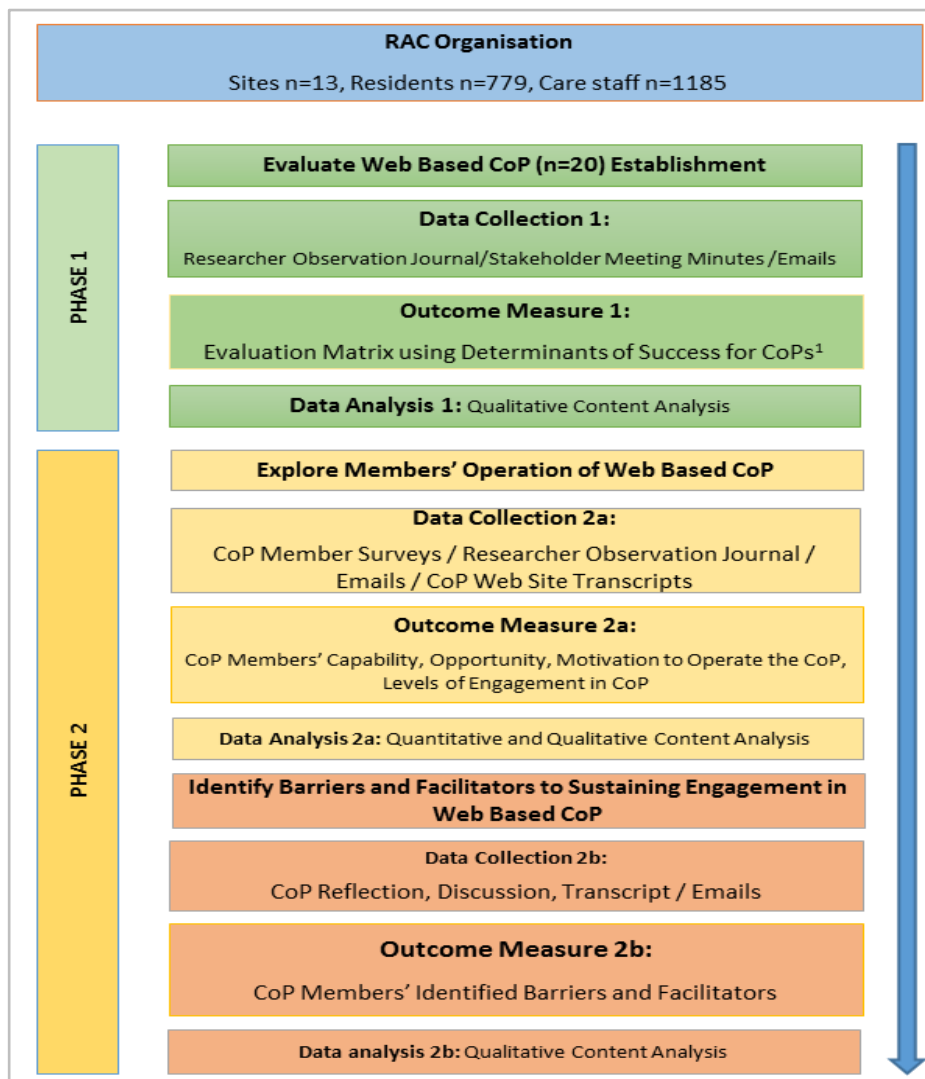 RAC Organisation
Sites n=13, Residents n=779, Care staff n=1185
PHASE 1
Evaluate Web Based CoP (n=20) Establishment
Data Collection 1:
Researcher Observation Journal/Stakeholder Meeting Minutes /Emails
Outcome Measure 1:
Evaluation Matrix using Determinants of Success for CoPs¹
Data Analysis 1: Qualitative Content Analysis
PHASE 2
Explore Members’ Operation of Web Based CoP
Data Collection 2a:
CoP Member Surveys / Researcher Observation Journal /
Emails / CoP Web Site Transcripts
Outcome Measure 2a:
CoP Members’ Capability, Opportunity, Motivation to Operate the CoP,
Levels of Engagement in CoP
Data Analysis 2a: Quantitative and Qualitative Content Analysis
Identify Barriers and Facilitators to Sustaining Engagement in
Web Based CoP
Data Collection 2b:
CoP Reflection, Discussion, Transcript / Emails
Outcome Measure 2b:
CoP Members’ Identified Barriers and Facilitators
Data analysis 2b: Qualitative Content Analysis